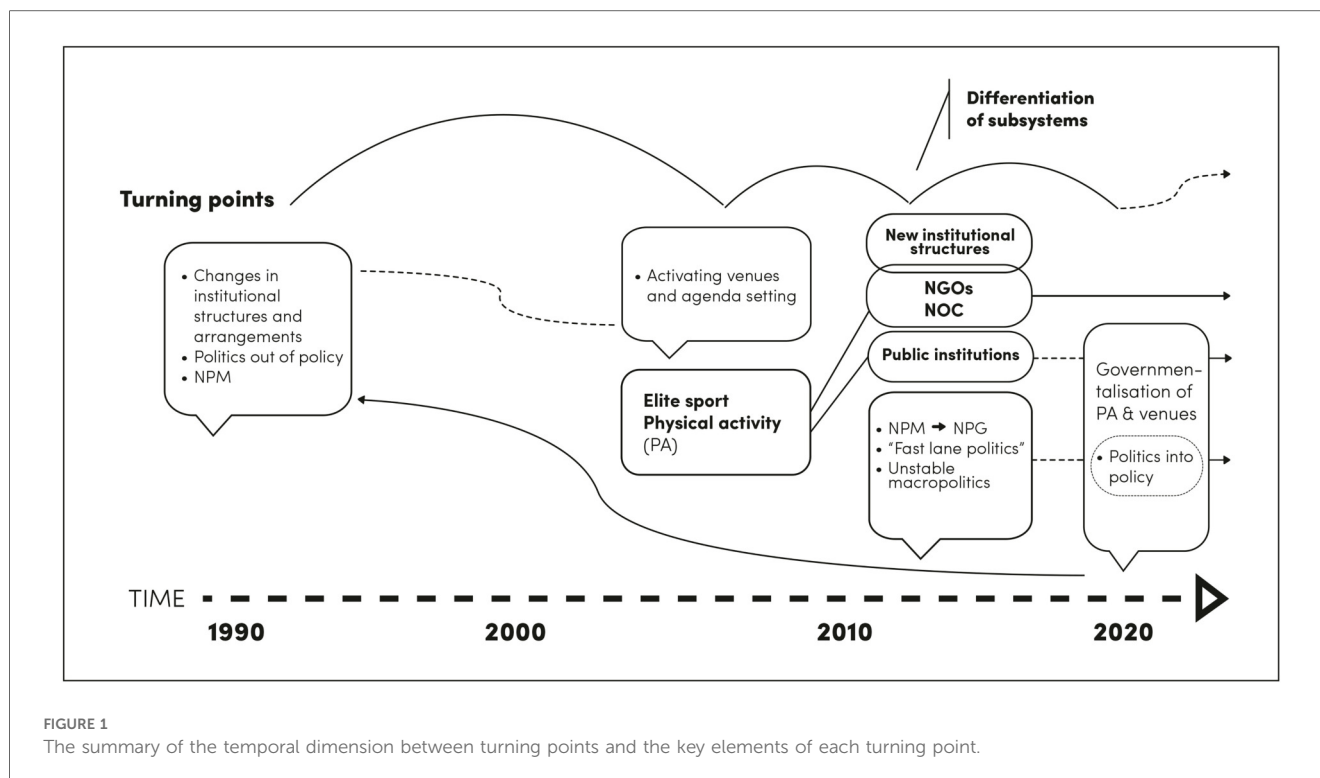 Differentiation
of subsystems
Turning points
• Changes in
institutional
structures and
arrangements
• Politics out of policy
• NPM
• Activating venues
and agenda setting
Elite sport
Physical activity
(PA)
New institutional
structures
NGOs
NOC
Public institutions
• NPM → NPG
• “Fast lane politics”
• Unstable
macropolitics
Governmen-
talisation of
PA & venues
• Politics into
policy
TIME
1990
2000
2010
2020
FIGURE 1
The summary of the temporal dimension between turning points and the key elements of each turning point.